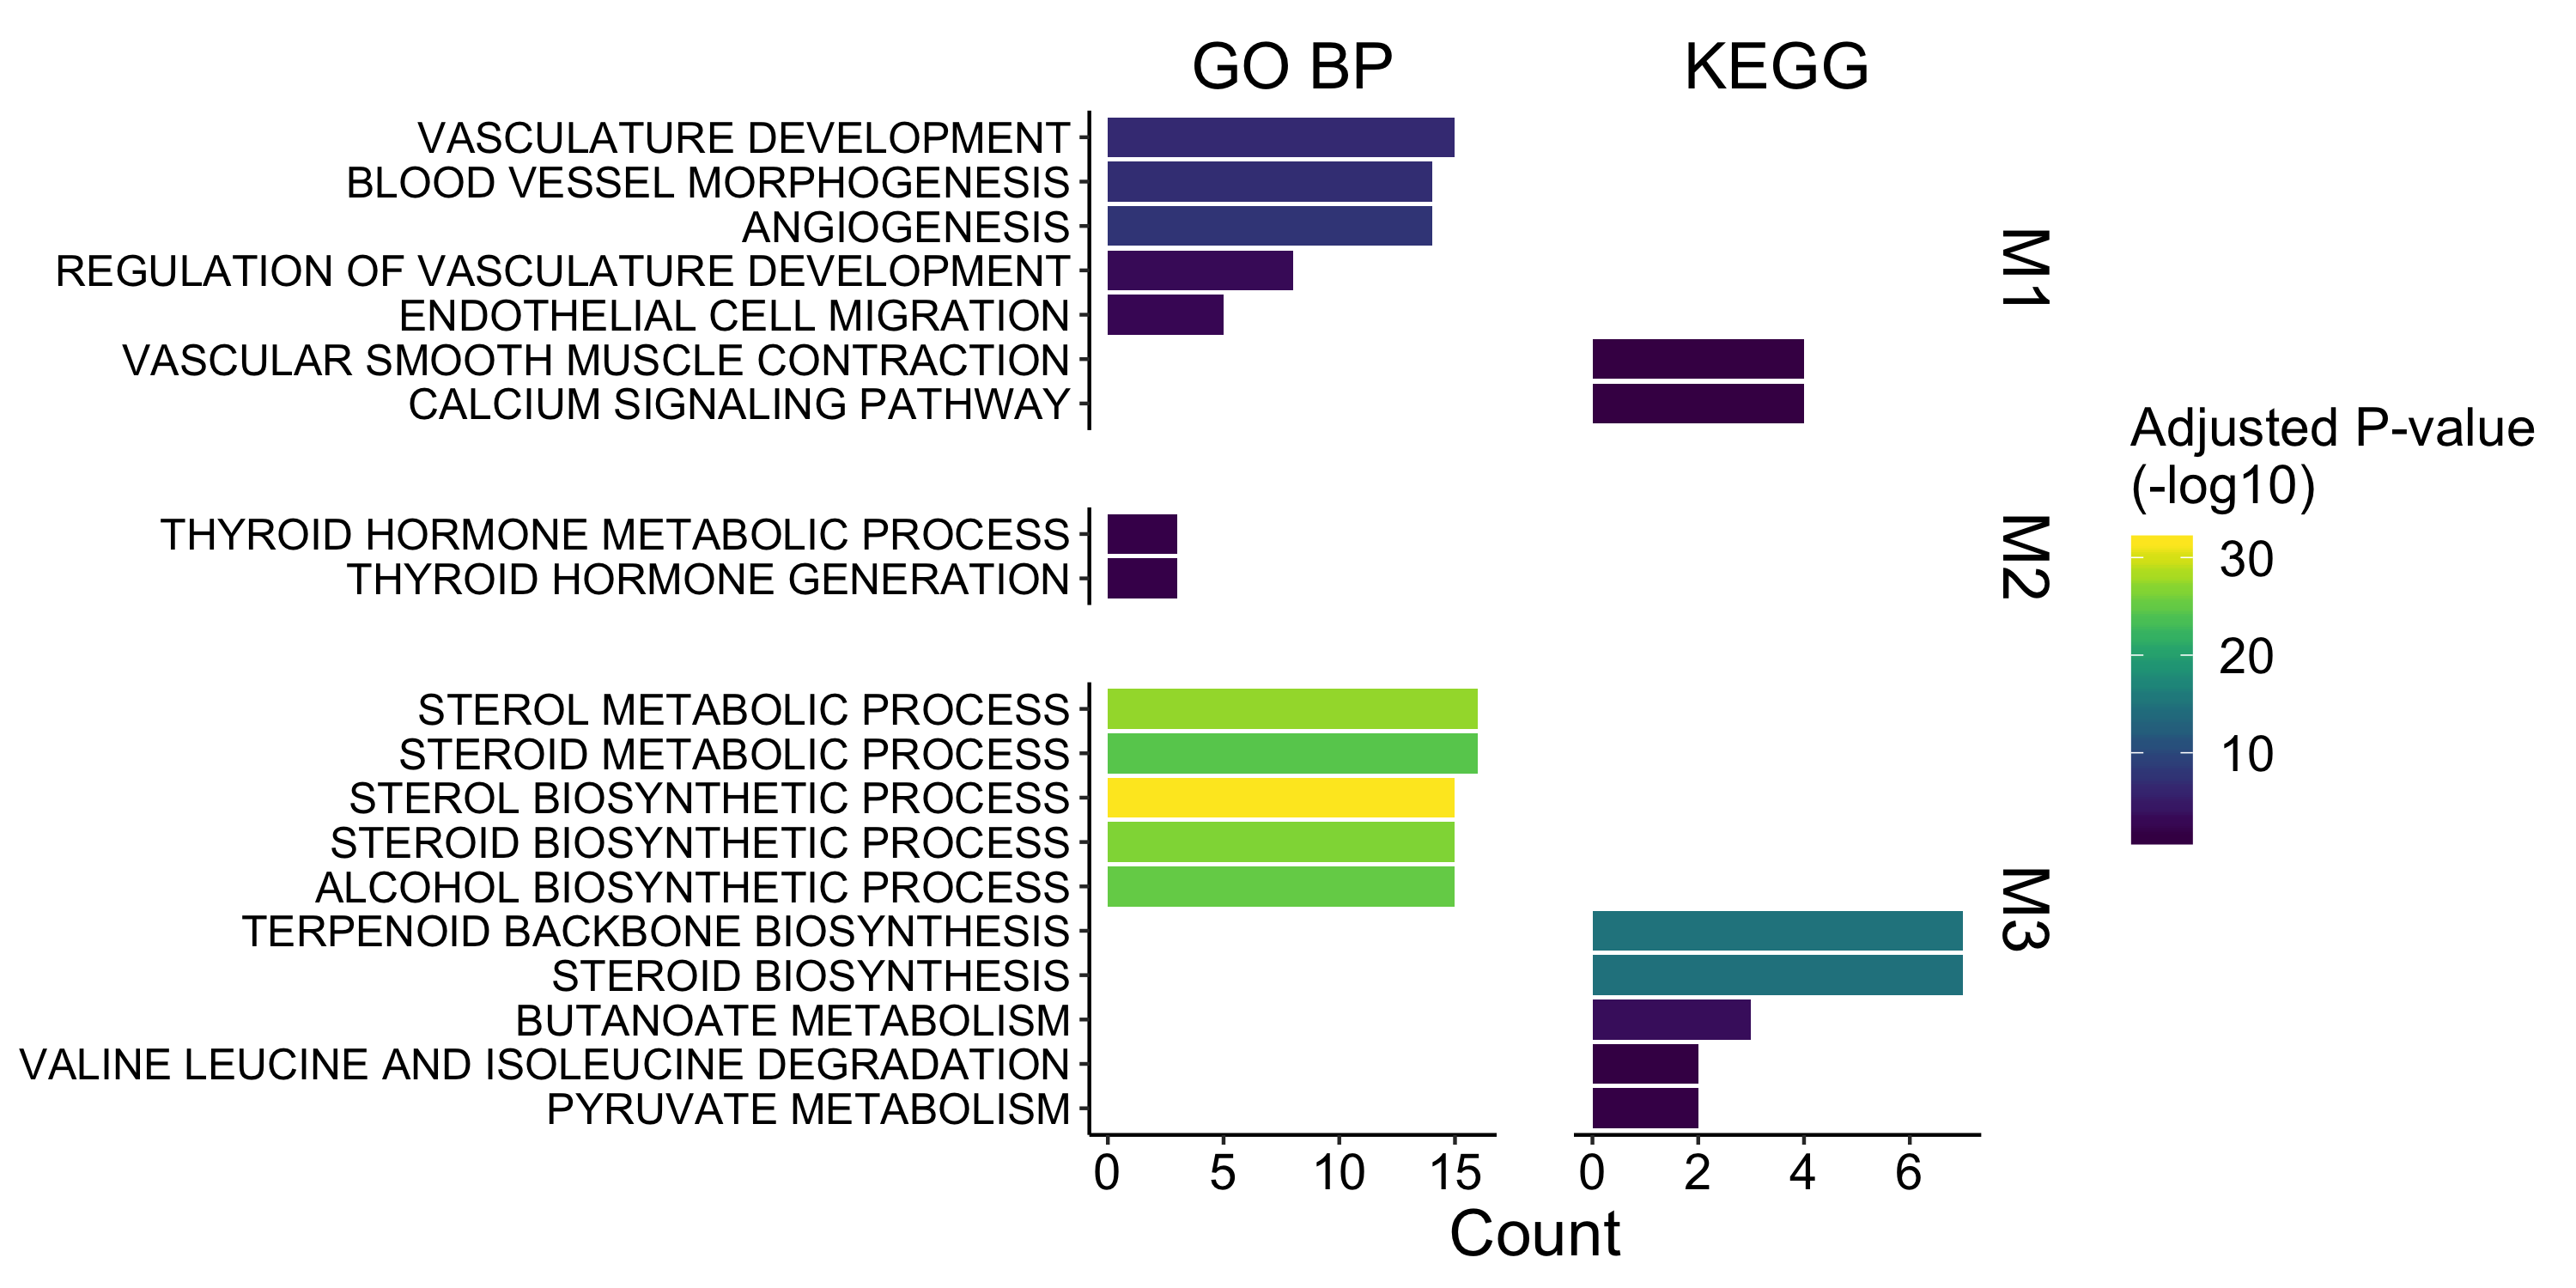 GO BP
KEGG
VASCULATURE DEVELOPMENT
BLOOD VESSEL MORPHOGENESIS
ANGIOGENESIS
REGULATION OF VASCULATURE DEVELOPMENT
ENDOTHELIAL CELL MIGRATION
VASCULAR SMOOTH MUSCLE CONTRACTION
CALCIUM SIGNALING PATHWAY
M1
THYROID HORMONE METABOLIC PROCESS
THYROID HORMONE GENERATION
M2
STEROL METABOLIC PROCESS
STEROID METABOLIC PROCESS
STEROL BIOSYNTHETIC PROCESS
STEROID BIOSYNTHETIC PROCESS
ALCOHOL BIOSYNTHETIC PROCESS
TERPENOID BACKBONE BIOSYNTHESIS
STEROID BIOSYNTHESIS
BUTANOATE METABOLISM
VALINE LEUCINE AND ISOLEUCINE DEGRADATION
PYRUVATE METABOLISM
M3
0 5 10 15
0 2 4 6
Count
Adjusted P-value
(-log10)
30
20
10